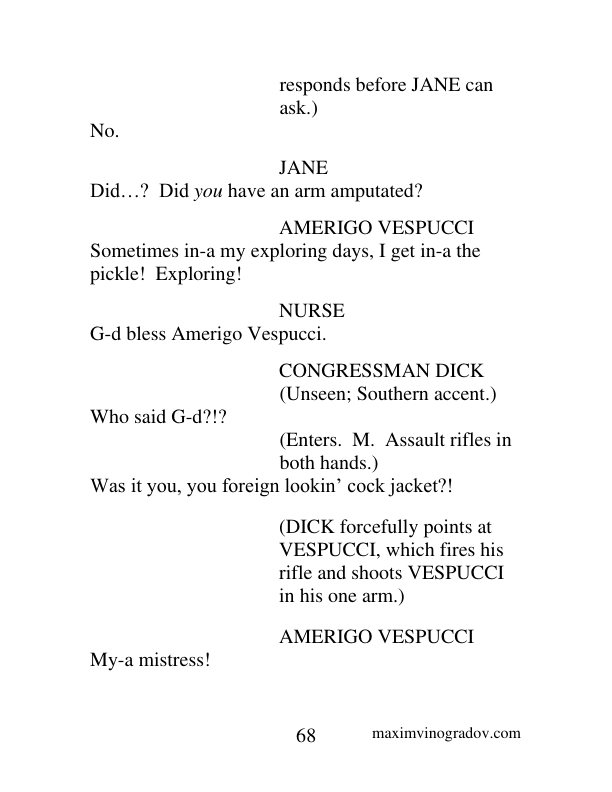 responds before JANE can
ask.)
No.
JANE
Did…?  Did you have an arm amputated?
AMERIGO VESPUCCI
Sometimes in-a my exploring days, I get in-a the
pickle!  Exploring!
NURSE
G-d bless Amerigo Vespucci.
CONGRESSMAN DICK
(Unseen; Southern accent.)
Who said G-d?!?
(Enters.  M.  Assault rifles in
both hands.)
Was it you, you foreign lookin’ cock jacket?!
(DICK forcefully points at
VESPUCCI, which fires his
rifle and shoots VESPUCCI
in his one arm.)
AMERIGO VESPUCCI
My-a mistress!
68 maximvinogradov.com